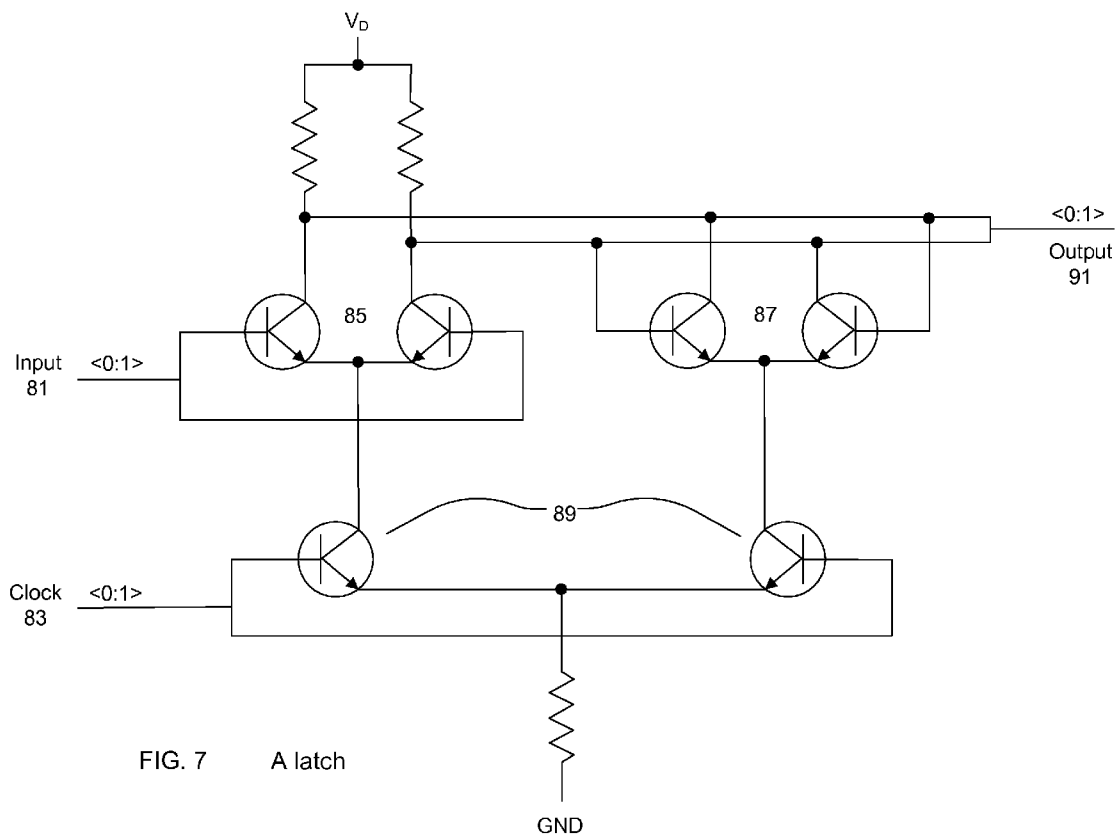 V_D
<0:1>
Output
91
85
87
Input
81
<0:1>
89
Clock
83
<0:1>
FIG. 7 A latch
GND